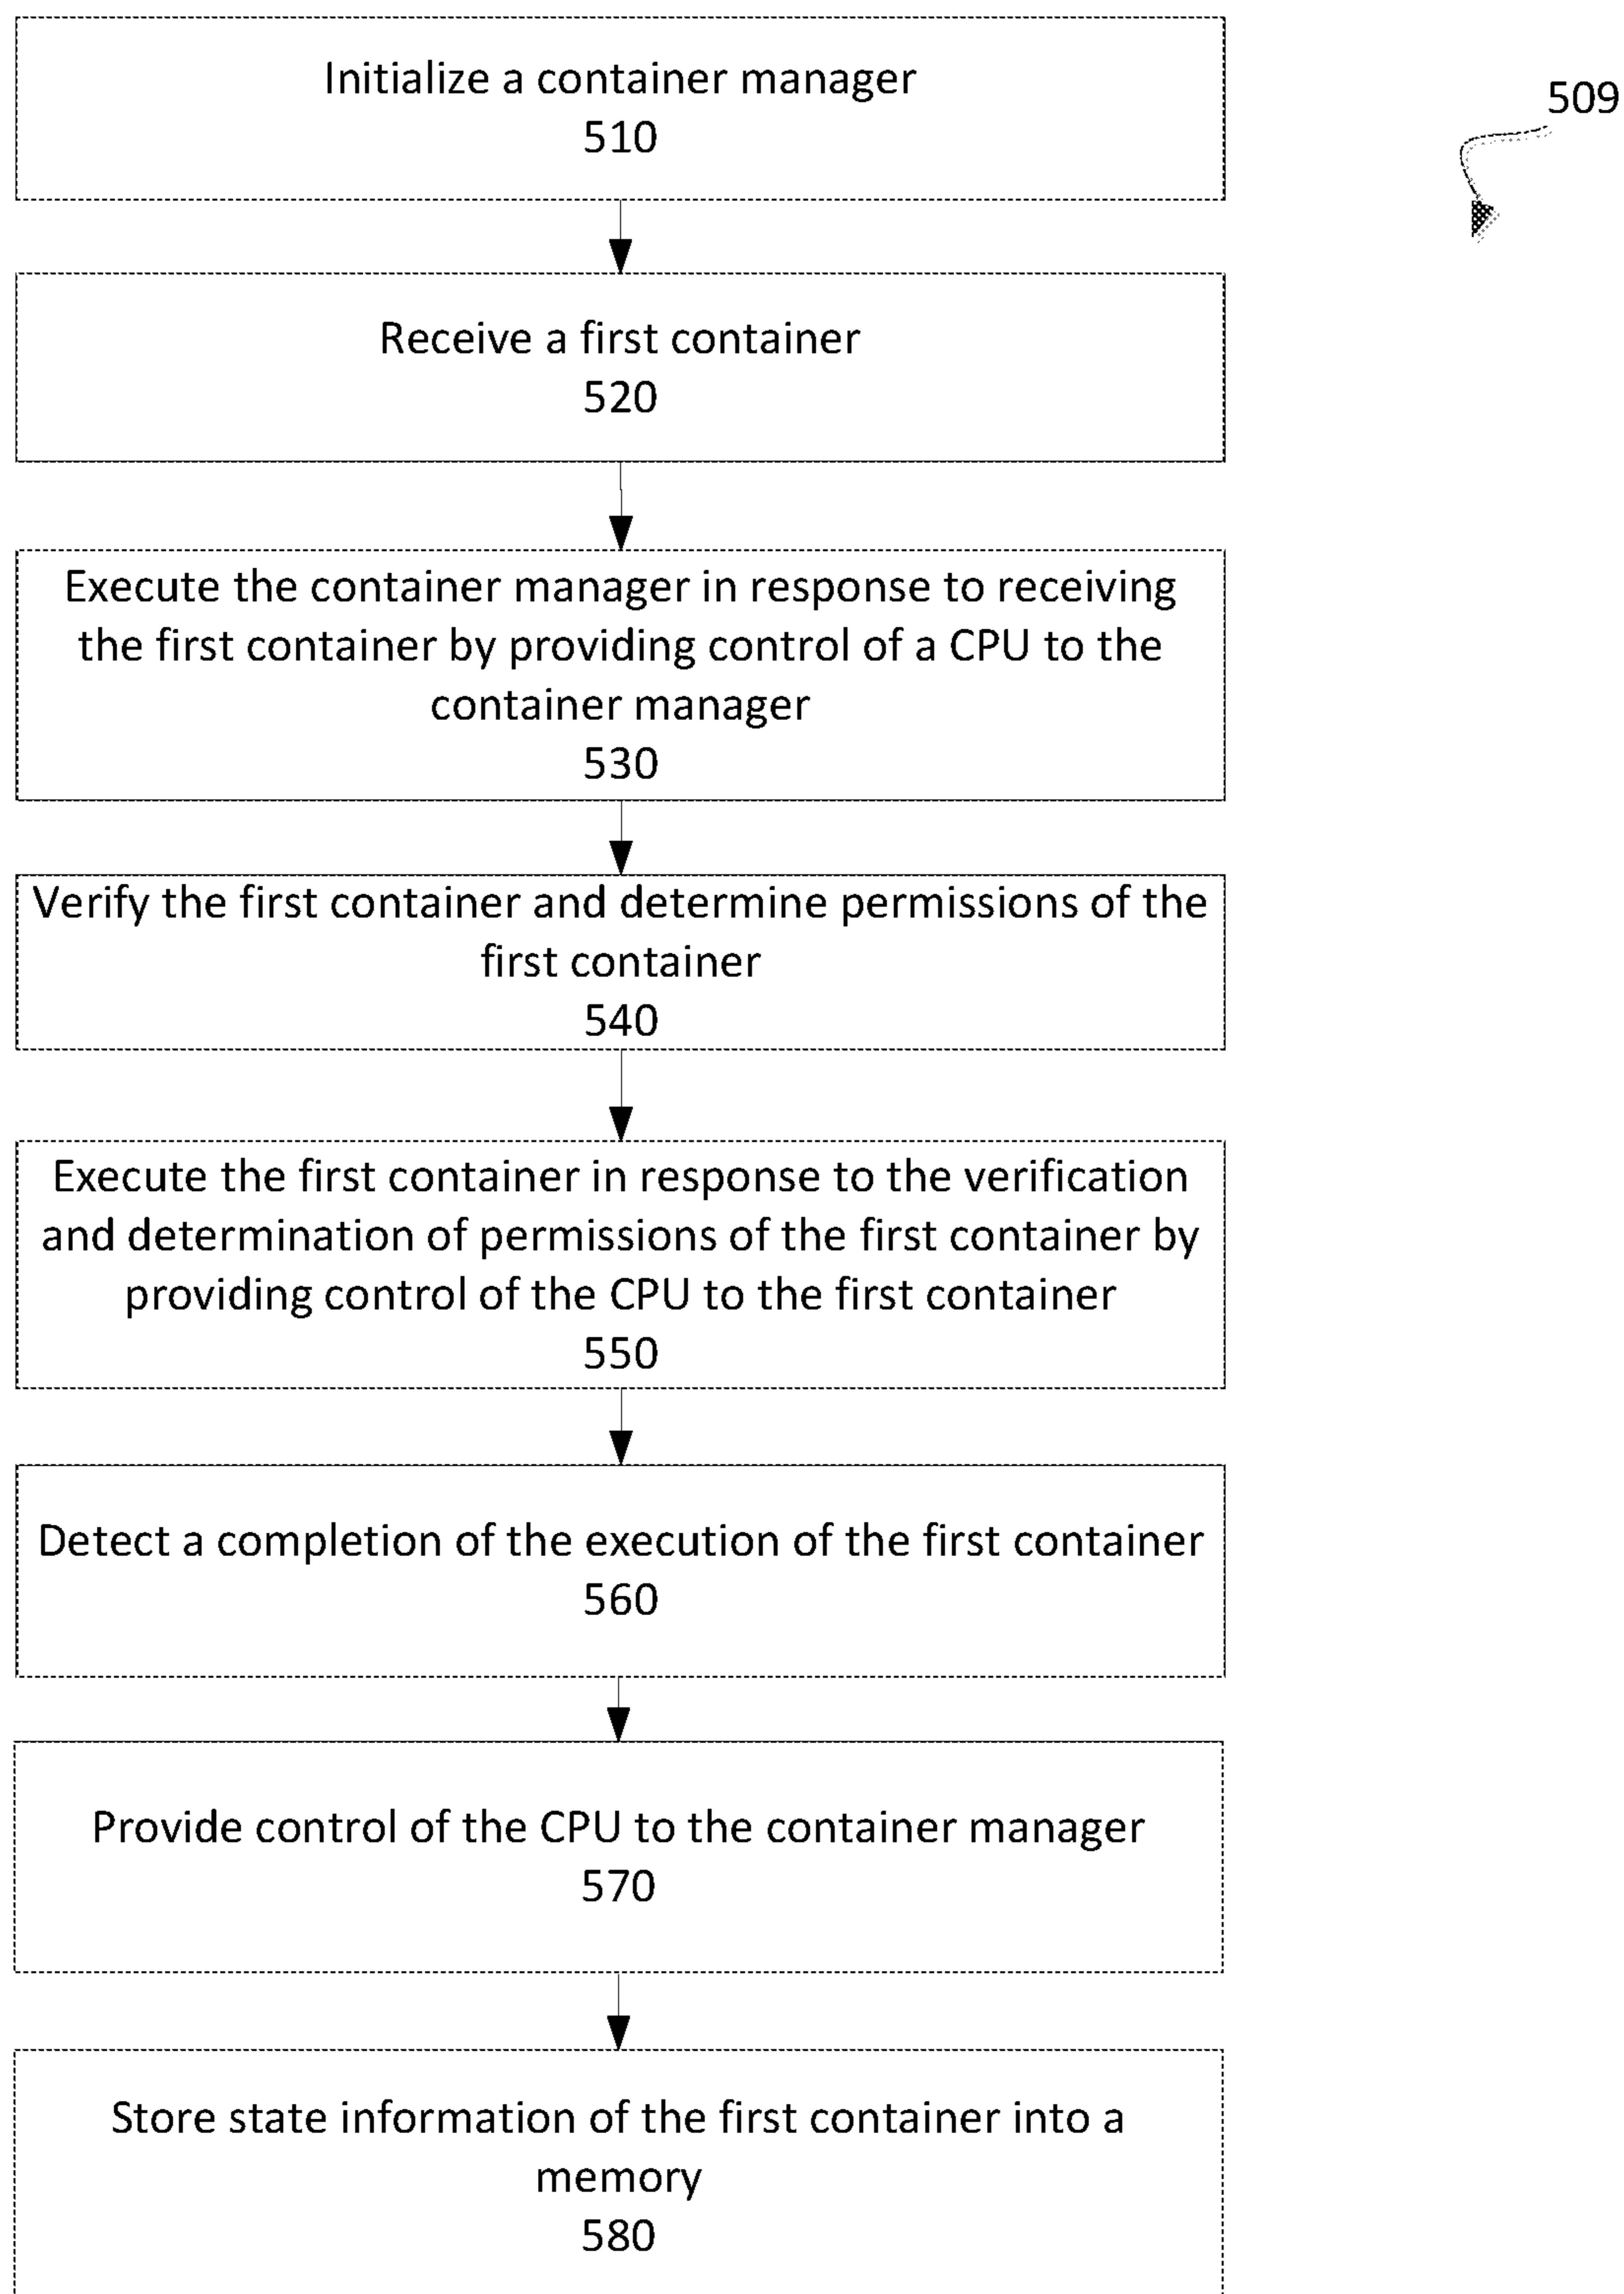 Initialize a container manager
510
509
Receive a first container
520
Execute the container manager in response to receiving
the first container by providing control of a CPU to the
container manager
530
Verify the first container and determine permissions of the
first container
540
Execute the first container in response to the verification
and determination of permissions of the first container by
providing control of the CPU to the first container
550
Detect a completion of the execution of the first container
560
Provide control of the CPU to the container manager
570
Store state information of the first container into a
memory
580